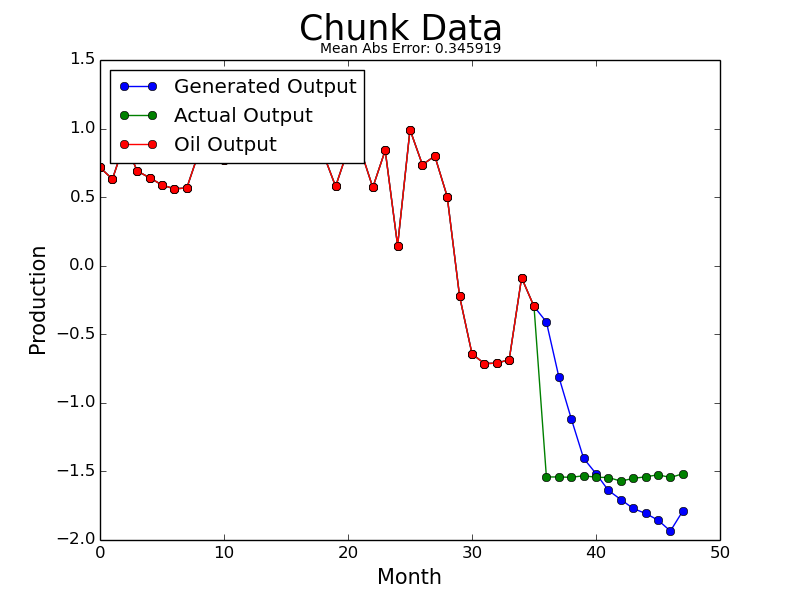 Chunk Data
Mean Abs Error: 0.345919
Generated Output
Actual Output
Oil Output
1.5
1.0
0.5
0.0
−0.5
−1.0
−1.5
−2.0
Production
0 10 20 30 40 50
Month